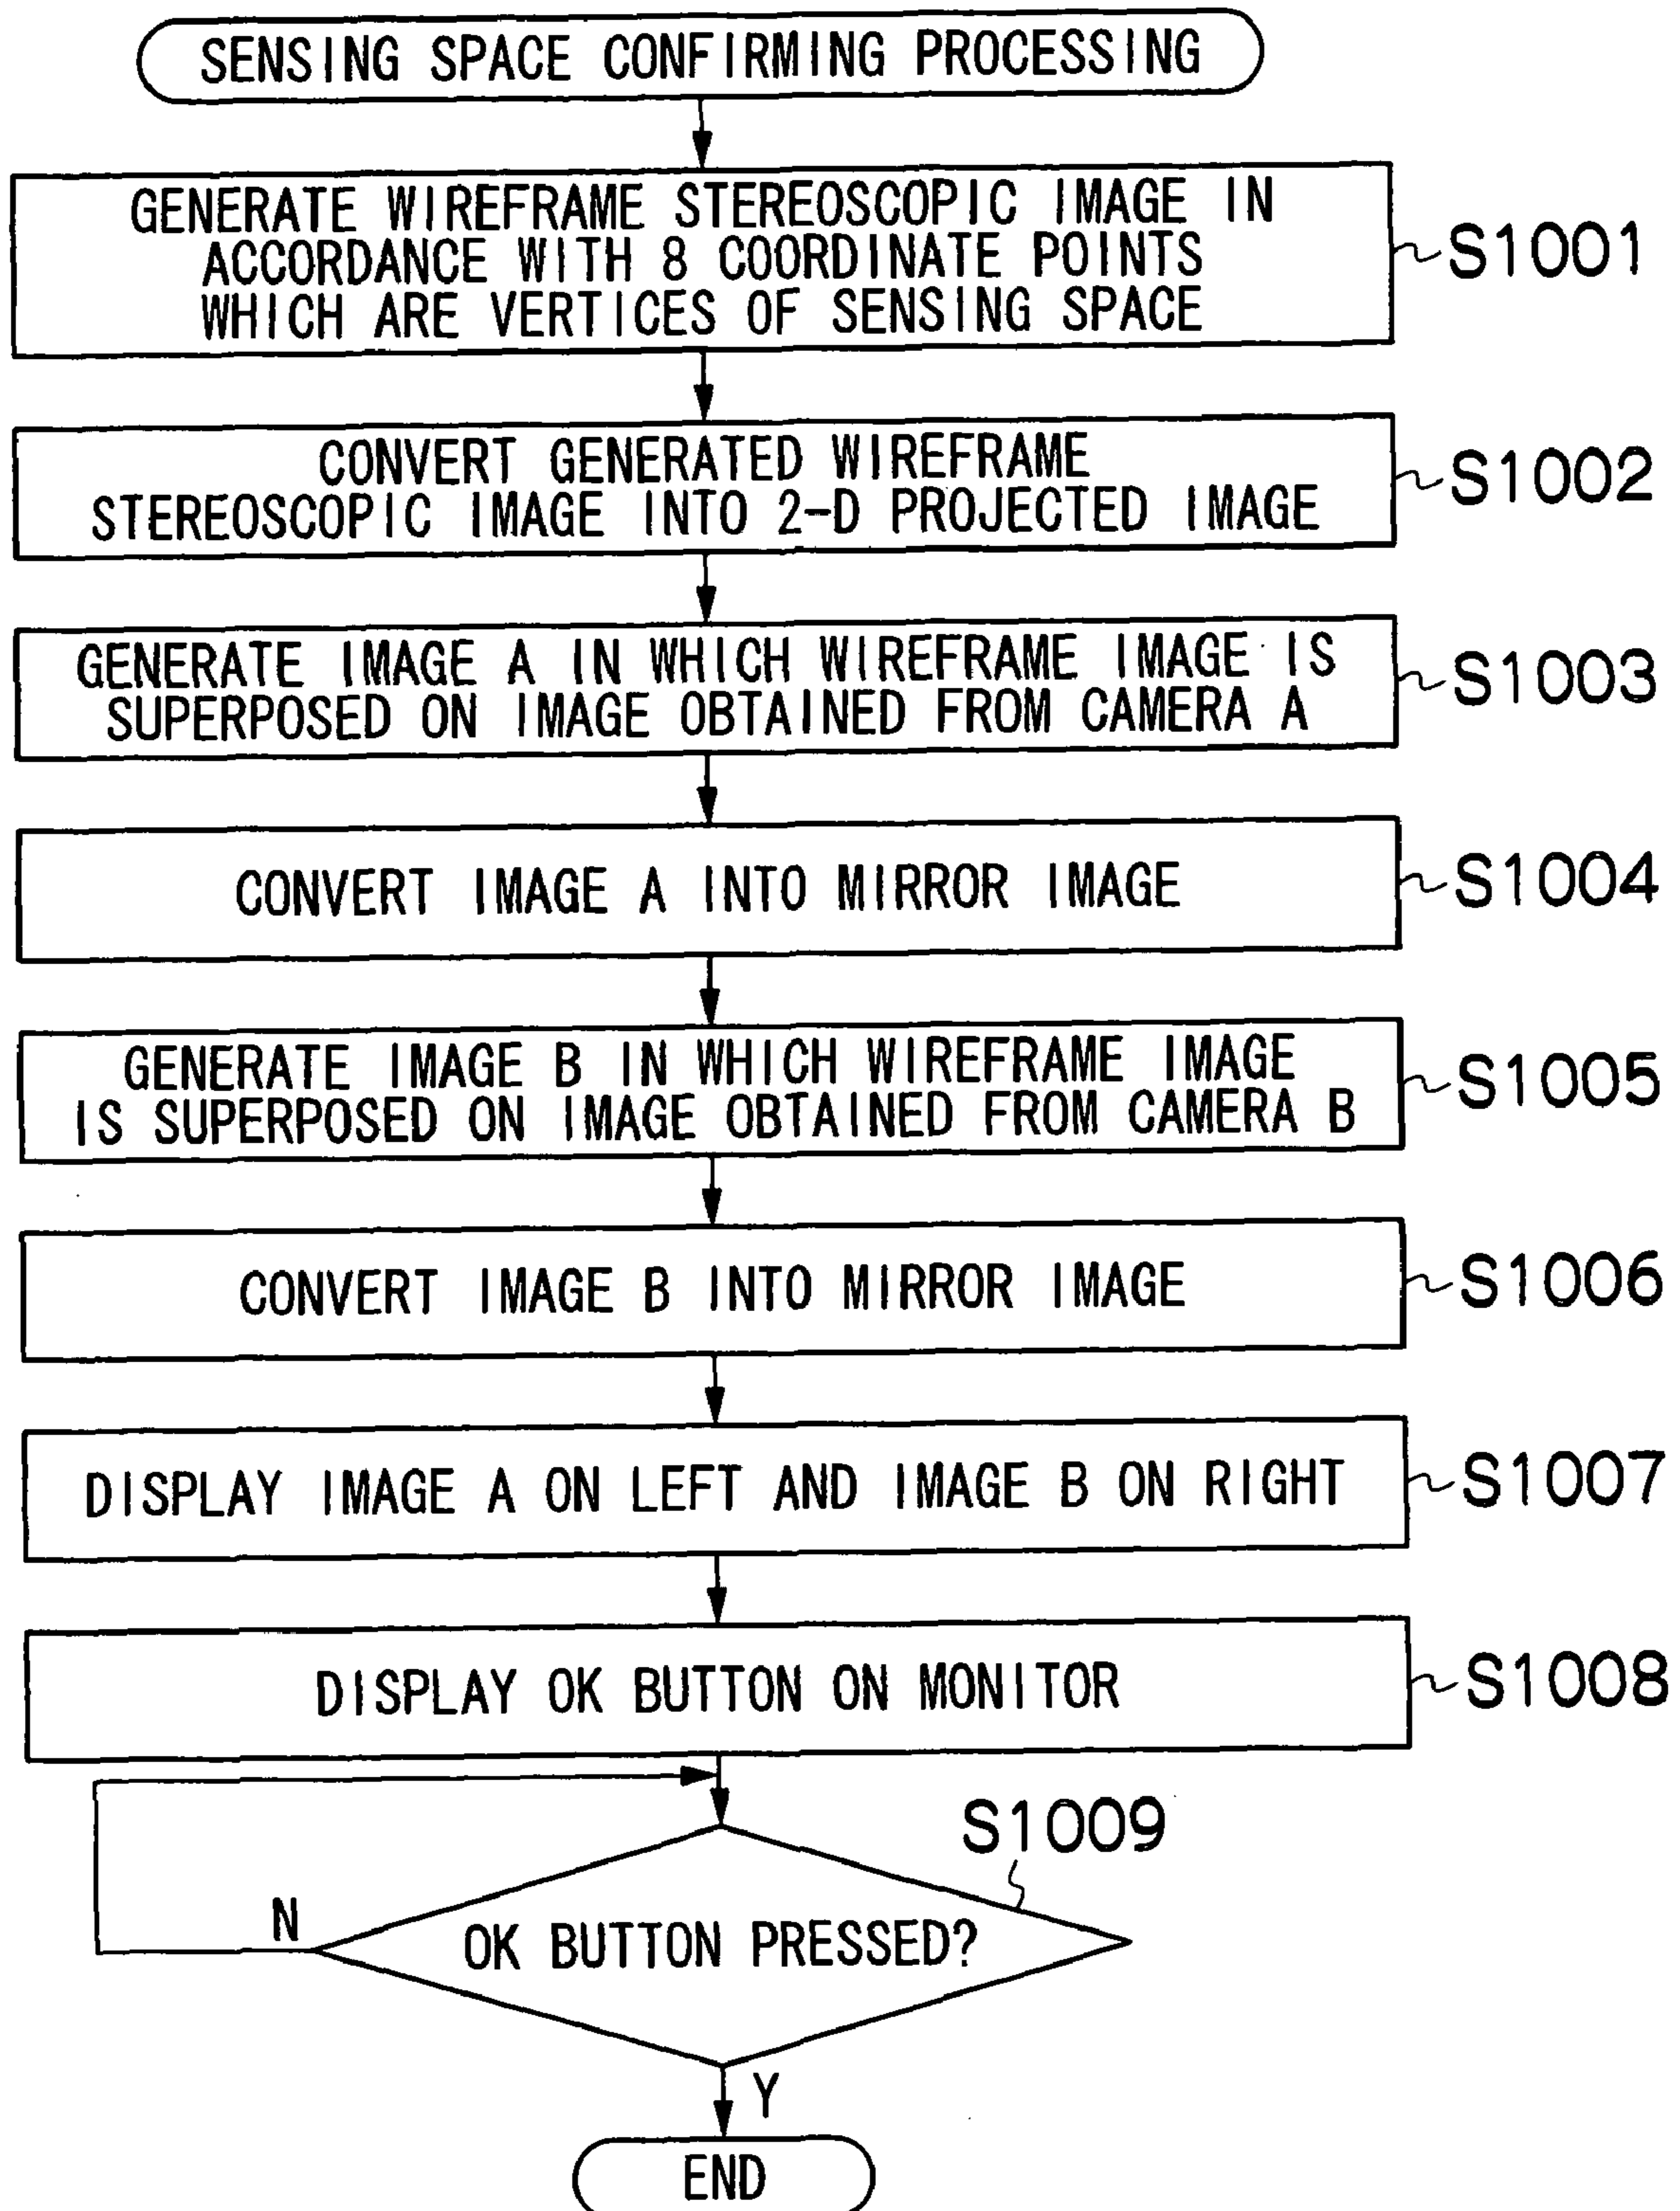 SENSING SPACE CONFIRMING PROCESSING
GENERATE WIREFRAME STEREOSCOPIC IMAGE IN
ACCORDANCE WITH 8 COORDINATE POINTS
WHICH ARE VERTICES OF SENSING SPACE
S1001
CONVERT GENERATED WIREFRAME
STEREOSCOPIC IMAGE INTO 2-D PROJECTED IMAGE
S1002
GENERATE IMAGE A IN WHICH WIREFRAME IMAGE IS
SUPERPOSED ON IMAGE OBTAINED FROM CAMERA A
S1003
CONVERT IMAGE A INTO MIRROR IMAGE
S1004
GENERATE IMAGE B IN WHICH WIREFRAME IMAGE
IS SUPERPOSED ON IMAGE OBTAINED FROM CAMERA B
S1005
CONVERT IMAGE B INTO MIRROR IMAGE
S1006
DISPLAY IMAGE A ON LEFT AND IMAGE B ON RIGHT
S1007
DISPLAY OK BUTTON ON MONITOR
S1008
S1009
N
OK BUTTON PRESSED?
Y
END